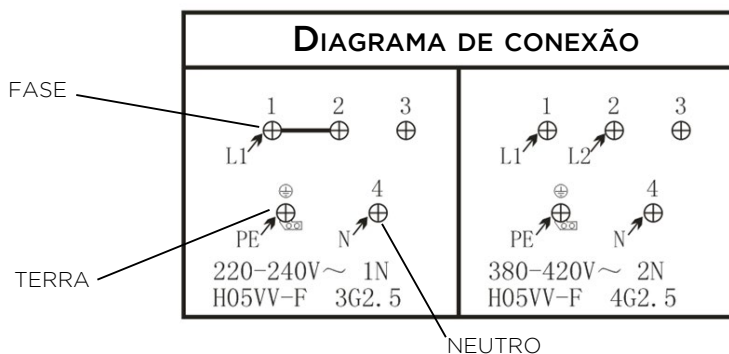 DIAGRAMA DE CONEXÃO
FASE
1 2 3
L1
PE
4
N
220-240V~ 1N
H05VV-F 3G2.5
TERRA
NEUTRO
1 2 3
L1 L2
PE
4
N
380-420V~ 2N
H05VV-F 4G2.5